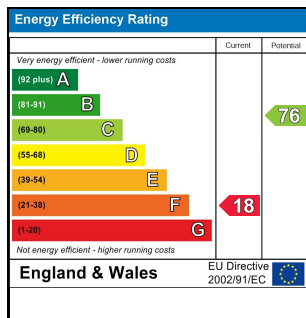 Energy Efficiency Rating
Current Potential
Very energy efficient - lower running costs
(92 plus) A
(81-91) B
(69-80) C
(55-68) D
(39-54) E
(21-38) F
(1-20) G
76
18
Not energy efficient - higher running costs
England & Wales
EU Directive
2002/91/EC